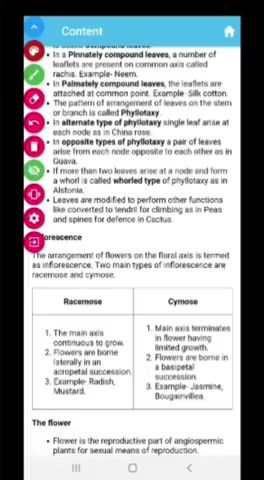 Content
is called compound leaves.
In a Pinnately compound leaves, a number of
leaflets are present on common axis called
rachis. Example- Neem.
In Palmately compound leaves, the leaflets are
attached at common point. Example- Silk cotton.
The pattern of arrangement of leaves on the stem
or branch is called Phyllotaxy.
In alternate type of phyllotaxy single leaf arise at
each node as in China rose.
In opposite types of phyllotaxy a pair of leaves
arise from each node opposite to each other as in
Guava.
If more than two leaves arise at a node and form
a whorl is called whorled type of phyllotaxy as in
Alstonia.
Leaves are modified to perform other functions
like converted to tendril for climbing as in Peas
and spines for defence in Cactus.
orescence
The arrangement of flowers on the floral axis is termed
as inflorescence. Two main types of inflorescence are
racemose and cymose.
Racemose
1. The main axis
continuous to grow.
2. Flowers are borne
laterally in an
acropetal succession.
3. Example- Radish,
Mustard.
Cymose
1. Main axis terminates
in flower having
limited growth.
2. Flowers are borne in
a basipetal
succession.
3. Example- Jasmine,
Bougainvillea.
The flower
Flower is the reproductive part of angiospermic
plants for sexual means of reproduction.